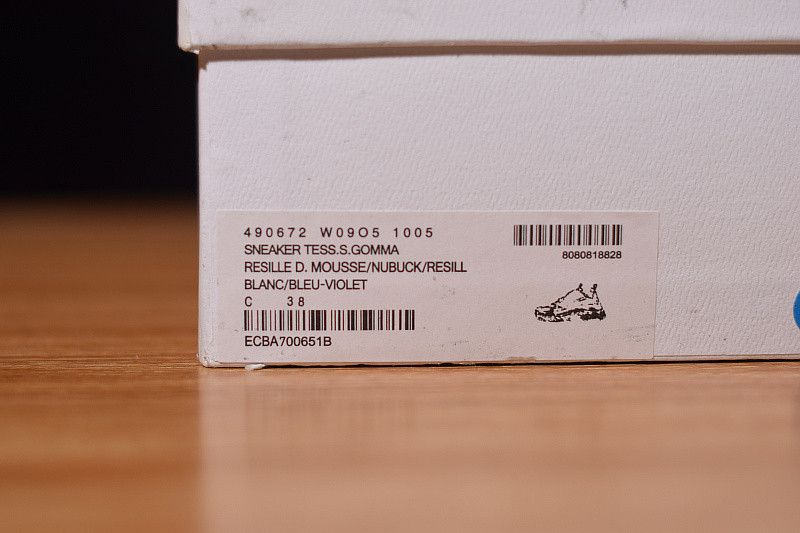 490672 W09O5 1005
SNEAKER TESS.S.GOMMA
RESILLE D. MOUSSE/NUBUCK/RESILL
BLANC/BLEU-VIOLET
C 38
ECBA700651B
8080818828